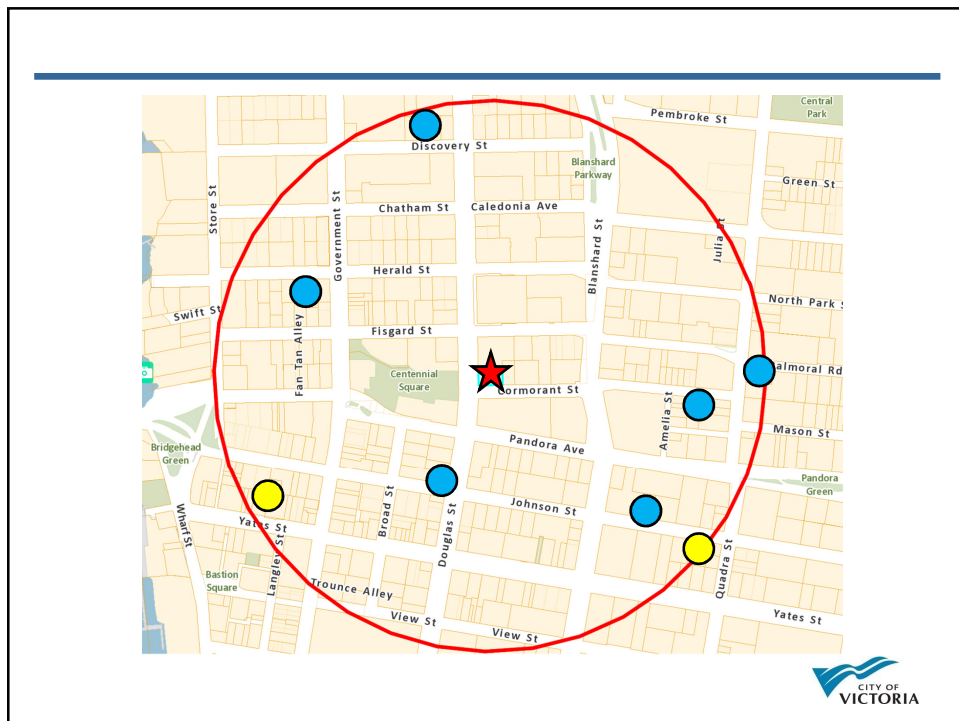 Central
Park
Pembroke St
Discovery St
Blanshard
Parkway
Green St
Store St
Government St
Chatham St
Caledonia Ave
Julia St
Blanshard St
Herald St
North Park S
Swift St
Fan-Tan Alley
Fisgard St
Centennial
Square
almoral Rd
Cormorant St
Amelia St
Mason St
Pandora Ave
Bridgehead
Green
Pandora
Green
Broad St
Johnson St
Douglas St
Wharf St
Yates St
Langley St
Quadra St
Bastion
Square
Trounce Alley
View St
View St
Yates St
CITY OF
VICTORIA